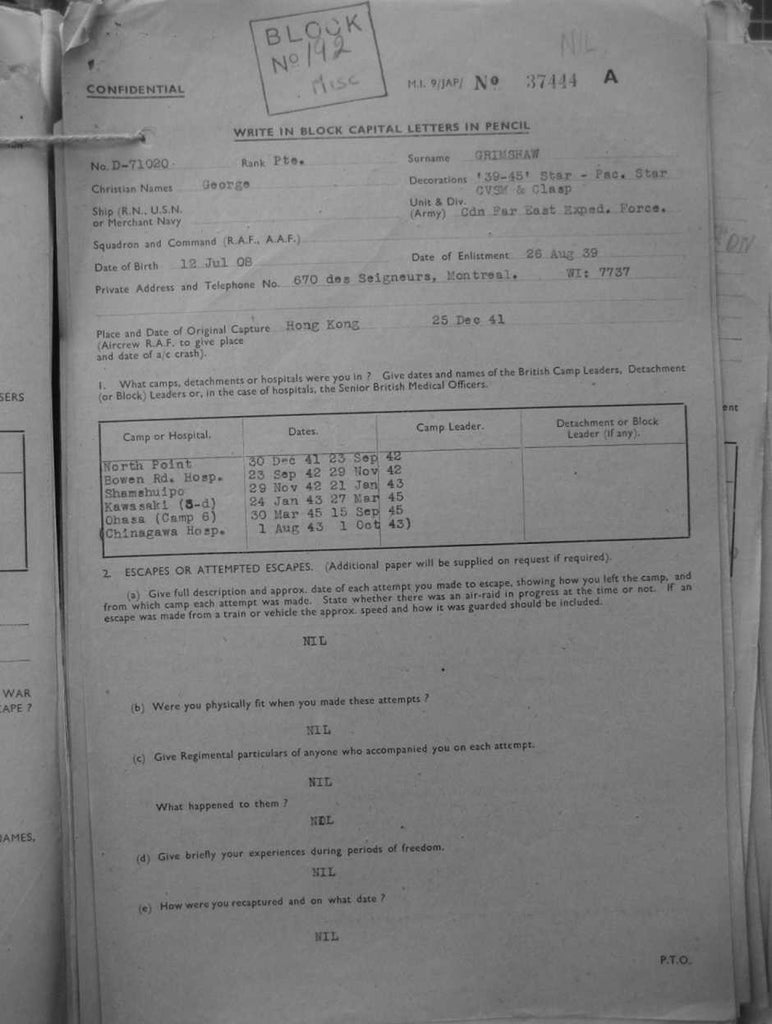 BLOCK
Nº 142
Misc
NIL
CONFIDENTIAL
M.I. 9/JAP/ Nº 37444 A
WRITE IN BLOCK CAPITAL LETTERS IN PENCIL
No. D-71020 Rank Pte. Surname GRIMSHAW
Christian Names George Decorations '39-45' Star - Pac. Star
CVSM & Clasp
Ship (R.N., U.S.N. Unit & Div.
or Merchant Navy (Army) Cdn Far East Exped. Force.
Squadron and Command (R.A.F., A.A.F.)
Date of Birth 12 Jul 08 Date of Enlistment 26 Aug 39
Private Address and Telephone No. 670 des Seigneurs, Montreal. WI: 7737
Place and Date of Original Capture Hong Kong 25 Dec 41
(Aircrew R.A.F. to give place
and date of a/c crash).
1. What camps, detachments or hospitals were you in ? Give dates and names of the British Camp Leaders, Detachment
(or Block) Leaders or, in the case of hospitals, the Senior British Medical Officers.
Camp or Hospital. Dates. Camp Leader. Detachment or Block
Leader (if any).
North Point 30 Dec 41 23 Sep 42
Bowen Rd. Hosp. 23 Sep 42 29 Nov 42
Shamshuipo 29 Nov 42 21 Jan 43
Kawasaki (3-d) 24 Jan 43 27 Mar 45
Ohasa (Camp 6) 30 Mar 45 15 Sep 45
(Chinagawa Hosp. 1 Aug 43 1 Oct 43)
2. ESCAPES OR ATTEMPTED ESCAPES. (Additional paper will be supplied on request if required).
(a) Give full description and approx. date of each attempt you made to escape, showing how you left the camp, and
from which camp each attempt was made. State whether there was an air-raid in progress at the time or not. If an
escape was made from a train or vehicle the approx. speed and how it was guarded should be included.
NIL
(b) Were you physically fit when you made these attempts ?
NIL
(c) Give Regimental particulars of anyone who accompanied you on each attempt.
NIL
What happened to them ?
NIL
(d) Give briefly your experiences during periods of freedom.
NIL
(e) How were you recaptured and on what date ?
NIL
P.T.O.
SERS
WAR
CAPE ?
NAMES,
ent